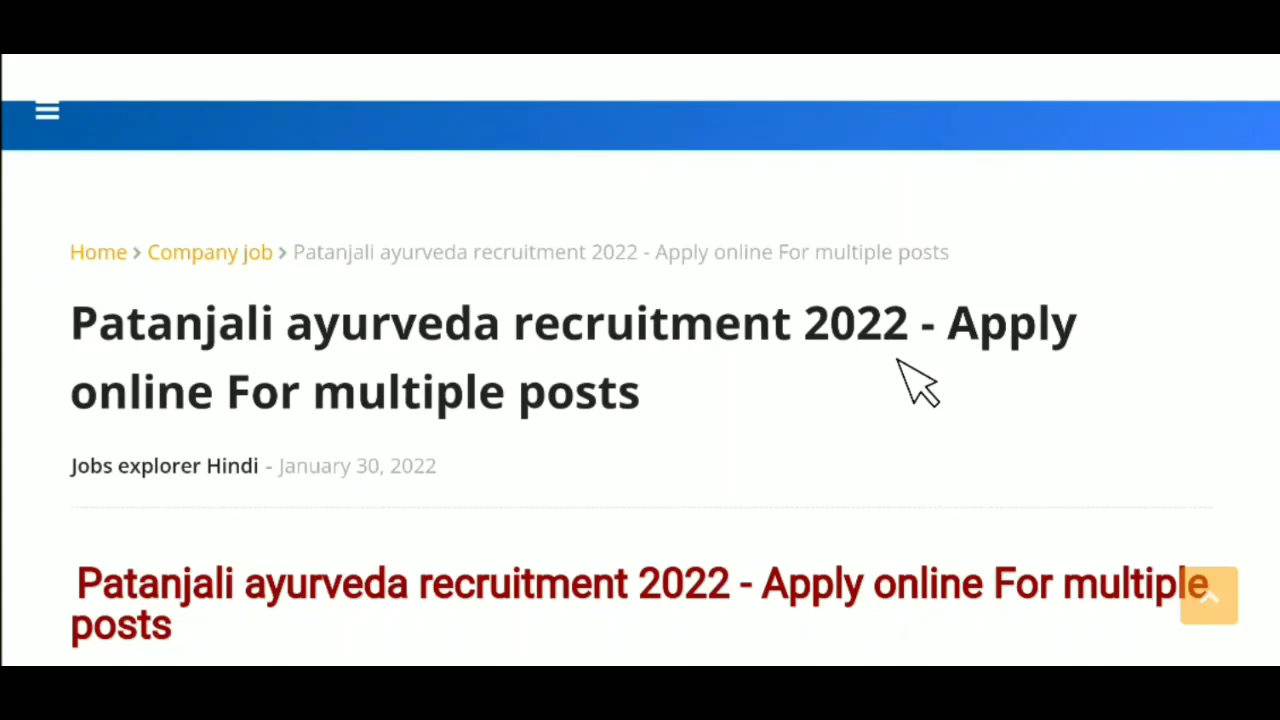 Home > Company job > Patanjali ayurveda recruitment 2022 - Apply online For multiple posts
Patanjali ayurveda recruitment 2022 - Apply
online For multiple posts
Jobs explorer Hindi - January 30, 2022
Patanjali ayurveda recruitment 2022 - Apply online For multiple
posts